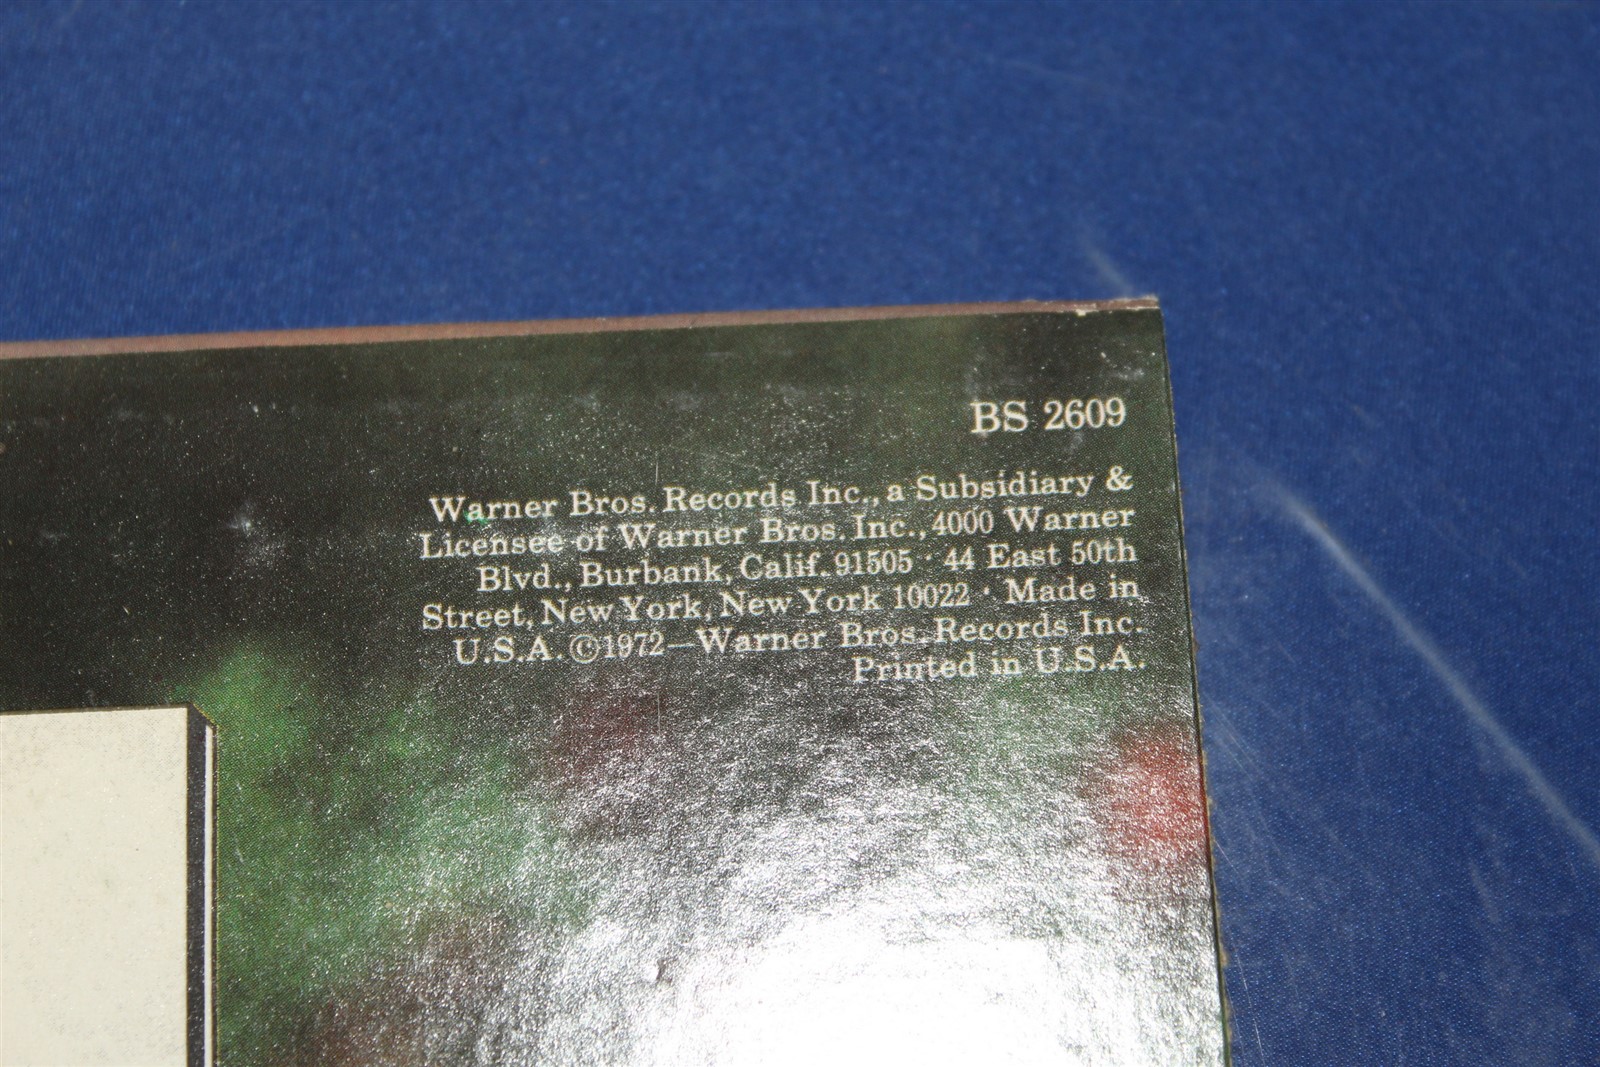 BS 2609
Warner Bros. Records Inc., a Subsidiary &
Licensee of Warner Bros. Inc., 4000 Warner
Blvd., Burbank, Calif. 91505 · 44 East 50th
Street, New York, New York 10022 · Made in
U.S.A. ©1972—Warner Bros. Records Inc.
Printed in U.S.A.